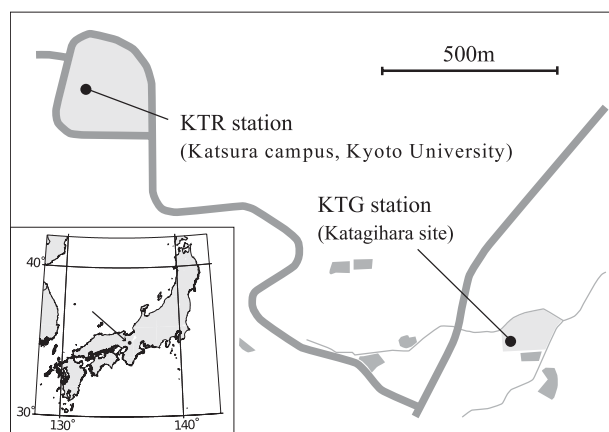 500m
KTR station
(Katsura campus, Kyoto University)
KTG station
(Katagihara site)
40°
30°
130°
140°